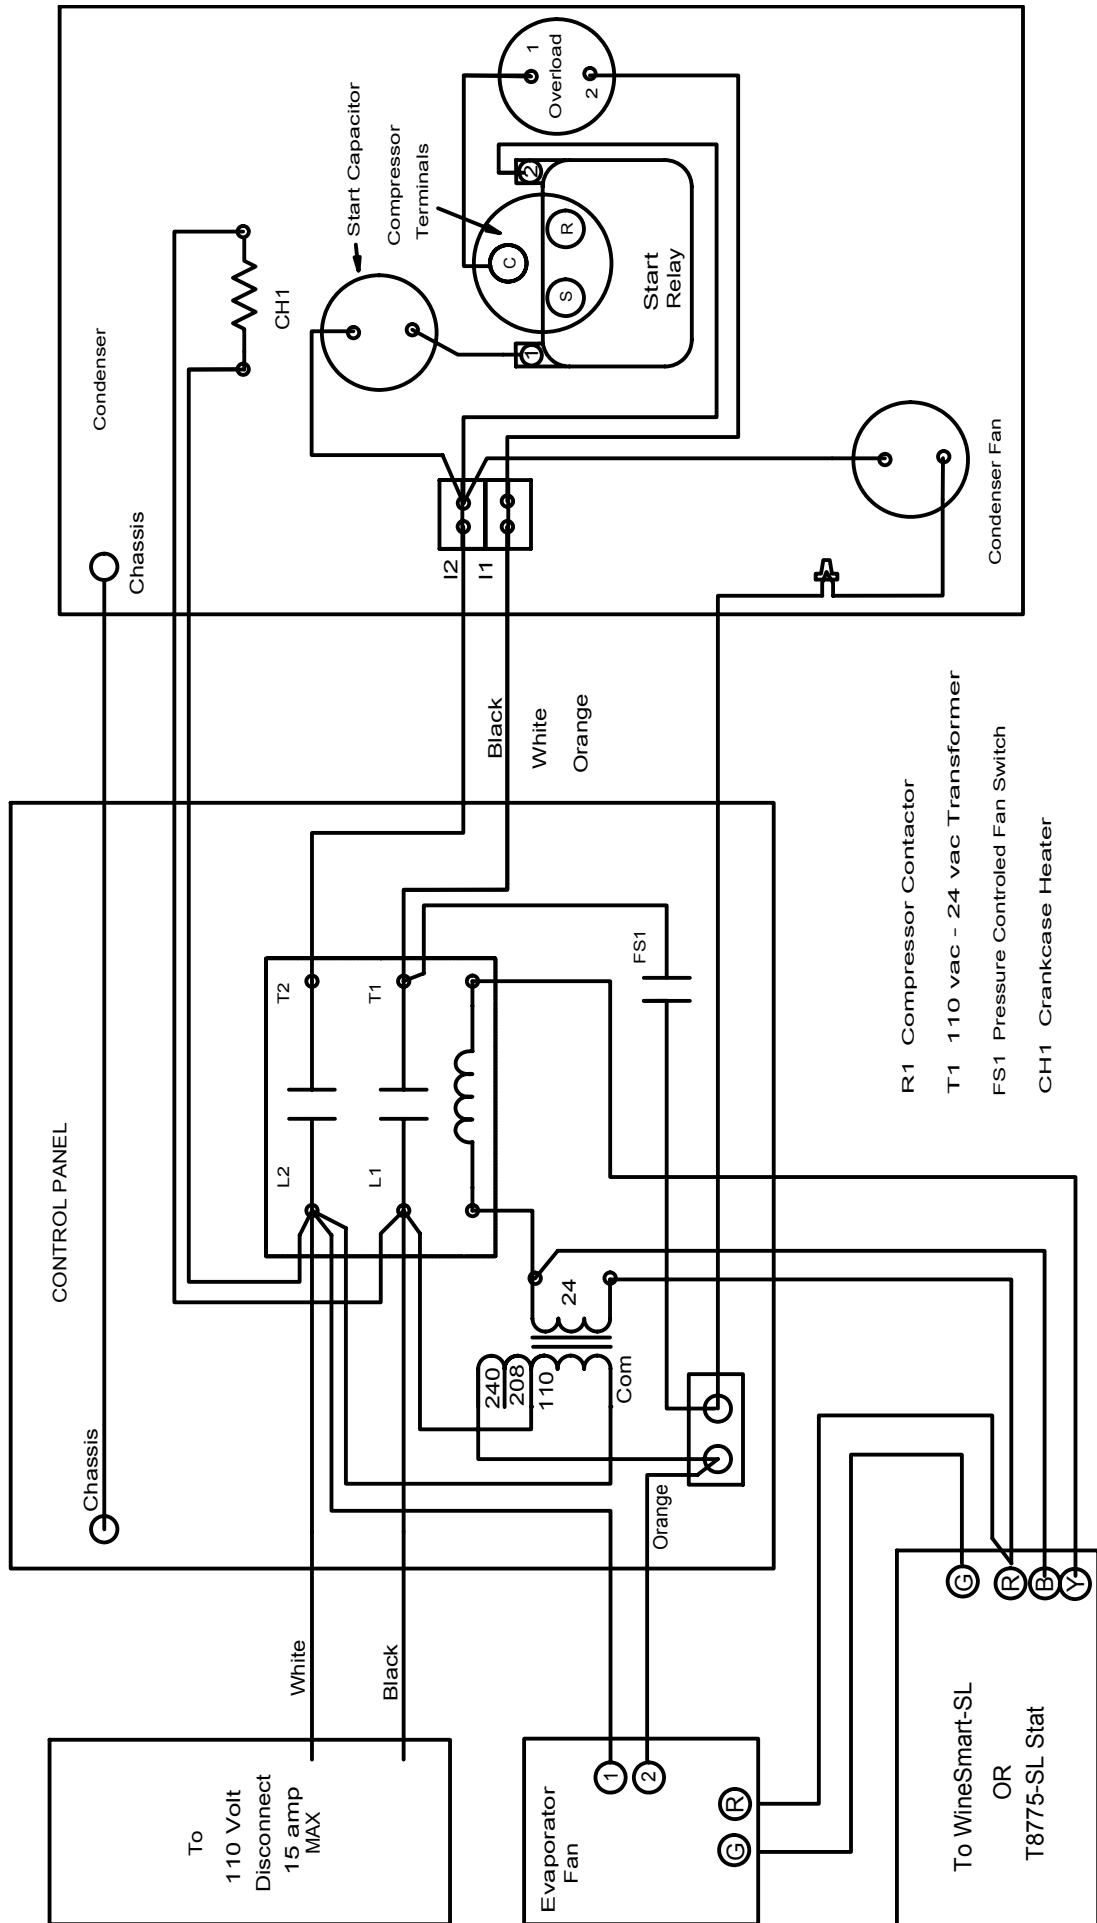 Condenser
Chassis
CH1
Start Capacitor
Compressor
Terminals
Overload
1
2
C
S
R
1
2
Start
Relay
I2
I1
Condenser Fan
Black
White
Orange
CONTROL PANEL
Chassis
L2
T2
L1
T1
FS1
240
208
110
Com
24
Orange
White
Black
To
110 Volt
Disconnect
15 amp
MAX
Evaporator
Fan
1
2
G
R
To WineSmart-SL
OR
T8775-SL Stat
G
R
B
Y
R1 Compressor Contactor
T1 110 vac - 24 vac Transformer
FS1 Pressure Controled Fan Switch
CH1 Crankcase Heater